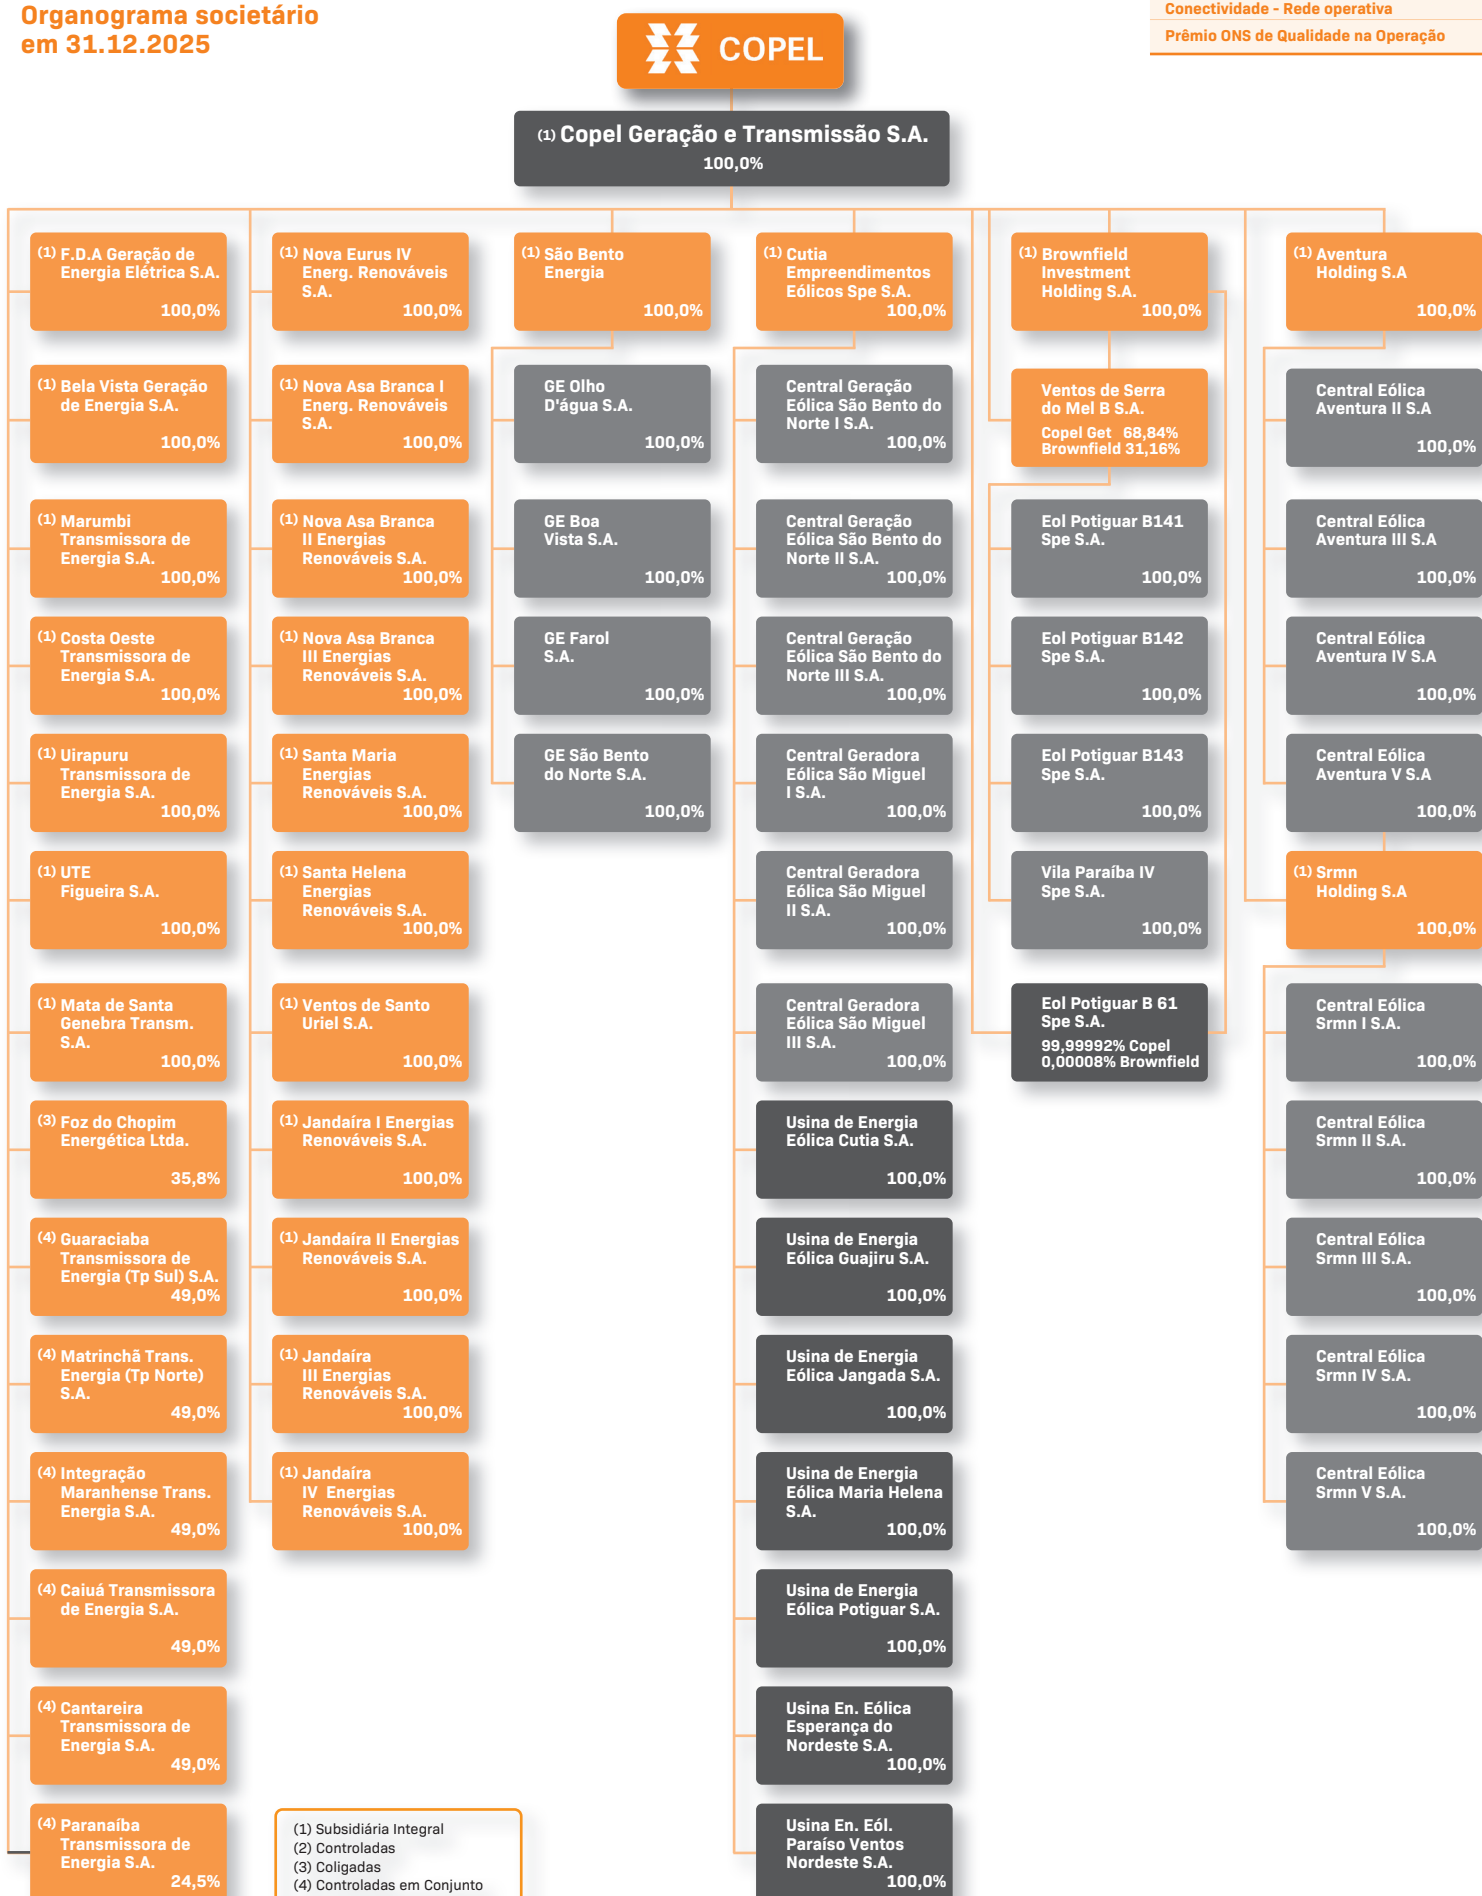 Organograma societário
em 31.12.2025
Conectividade - Rede operativa
Prêmio ONS de Qualidade na Operação
COPEL
(1) Copel Geração e Transmissão S.A.
100,0%
(1) F.D.A Geração de
Energia Elétrica S.A.
100,0%
(1) Bela Vista Geração
de Energia S.A.
100,0%
(1) Marumbi
Transmissora de
Energia S.A.
100,0%
(1) Costa Oeste
Transmissora de
Energia S.A.
100,0%
(1) Uirapuru
Transmissora de
Energia S.A.
100,0%
(1) UTE
Figueira S.A.
100,0%
(1) Mata de Santa
Genebra Transm.
S.A.
100,0%
(3) Foz do Chopim
Energética Ltda.
35,8%
(4) Guaraciaba
Transmissora de
Energia (Tp Sul) S.A.
49,0%
(4) Matrinchã Trans.
Energia (Tp Norte)
S.A.
49,0%
(4) Integração
Maranhense Trans.
Energia S.A.
49,0%
(4) Caiuá Transmissora
de Energia S.A.
49,0%
(4) Cantareira
Transmissora de
Energia S.A.
49,0%
(4) Paranaíba
Transmissora de
Energia S.A.
24,5%
(1) Nova Eurus IV
Energ. Renováveis
S.A.
100,0%
(1) Nova Asa Branca I
Energ. Renováveis
S.A.
100,0%
(1) Nova Asa Branca
II Energias
Renováveis S.A.
100,0%
(1) Nova Asa Branca
III Energias
Renováveis S.A.
100,0%
(1) Santa Maria
Energias
Renováveis S.A.
100,0%
(1) Santa Helena
Energias
Renováveis S.A.
100,0%
(1) Ventos de Santo
Uriel S.A.
100,0%
(1) Jandaíra I Energias
Renováveis S.A.
100,0%
(1) Jandaíra II Energias
Renováveis S.A.
100,0%
(1) Jandaíra
III Energias
Renováveis S.A.
100,0%
(1) Jandaíra
IV Energias
Renováveis S.A.
100,0%
(1) São Bento
Energia
100,0%
GE Olho
D'água S.A.
100,0%
GE Boa
Vista S.A.
100,0%
GE Farol
S.A.
100,0%
GE São Bento
do Norte S.A.
100,0%
(1) Cutia
Empreendimentos
Eólicos Spe S.A.
100,0%
Central Geração
Eólica São Bento do
Norte I S.A.
100,0%
Central Geração
Eólica São Bento do
Norte II S.A.
100,0%
Central Geração
Eólica São Bento do
Norte III S.A.
100,0%
Central Geradora
Eólica São Miguel
I S.A.
100,0%
Central Geradora
Eólica São Miguel
II S.A.
100,0%
Central Geradora
Eólica São Miguel
III S.A.
100,0%
Usina de Energia
Eólica Cutia S.A.
100,0%
Usina de Energia
Eólica Guajiru S.A.
100,0%
Usina de Energia
Eólica Jangada S.A.
100,0%
Usina de Energia
Eólica Maria Helena
S.A.
100,0%
Usina de Energia
Eólica Potiguar S.A.
100,0%
Usina En. Eólica
Esperança do
Nordeste S.A.
100,0%
Usina En. Eól.
Paraíso Ventos
Nordeste S.A.
100,0%
(1) Brownfield
Investment
Holding S.A.
100,0%
Ventos de Serra
do Mel B S.A.
Copel Get 68,84%
Brownfield 31,16%
Eol Potiguar B141
Spe S.A.
100,0%
Eol Potiguar B142
Spe S.A.
100,0%
Eol Potiguar B143
Spe S.A.
100,0%
Vila Paraíba IV
Spe S.A.
100,0%
Eol Potiguar B 61
Spe S.A.
99,99992% Copel
0,00008% Brownfield
(1) Aventura
Holding S.A
100,0%
Central Eólica
Aventura II S.A
100,0%
Central Eólica
Aventura III S.A
100,0%
Central Eólica
Aventura IV S.A
100,0%
Central Eólica
Aventura V S.A
100,0%
(1) Srmn
Holding S.A
100,0%
Central Eólica
Srmn I S.A.
100,0%
Central Eólica
Srmn II S.A.
100,0%
Central Eólica
Srmn III S.A.
100,0%
Central Eólica
Srmn IV S.A.
100,0%
Central Eólica
Srmn V S.A.
100,0%
(1) Subsidiária Integral
(2) Controladas
(3) Coligadas
(4) Controladas em Conjunto